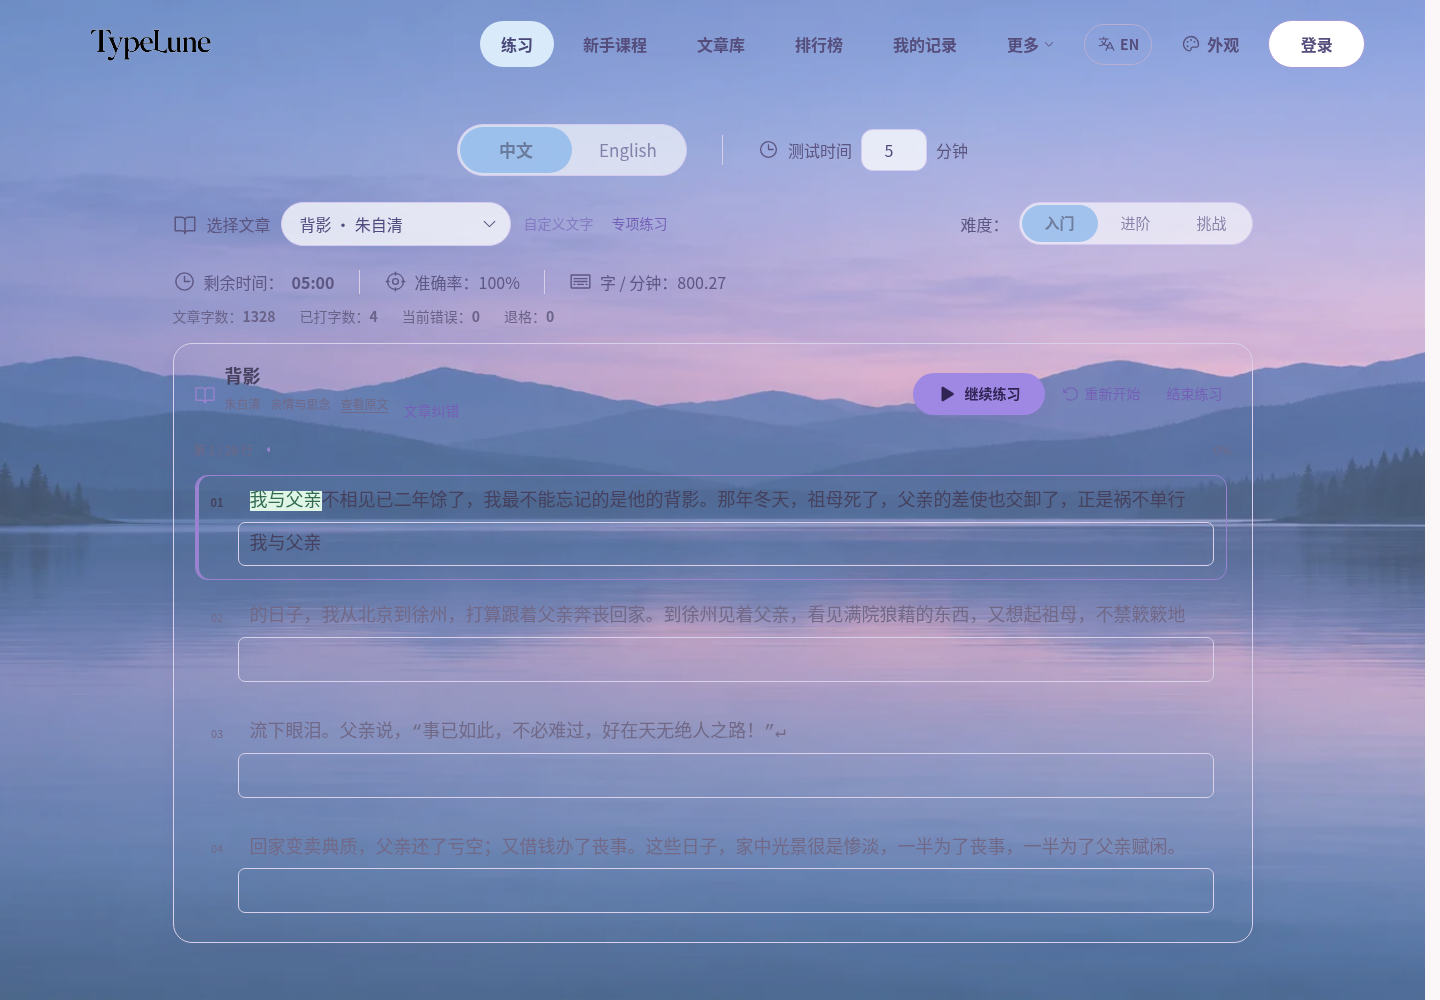 TypeLune 练习 新手课程 文章库 排行榜 我的记录 更多 EN 外观 登录
中文 English 测试时间 5 分钟
选择文章 背影 · 朱自清 自定义文字 专项练习 难度： 入门 进阶 挑战
剩余时间： 05:00 准确率：100% 字 / 分钟：800.27
文章字数：1328 已打字数：4 当前错误：0 退格：0
背影
朱自清 亲情与思念 查看原文 文章纠错 继续练习 重新开始 结束练习
01 我与父亲不相见已二年馀了，我最不能忘记的是他的背影。那年冬天，祖母死了，父亲的差使也交卸了，正是祸不单行
我与父亲
02 的日子，我从北京到徐州，打算跟着父亲奔丧回家。到徐州见着父亲，看见满院狼藉的东西，又想起祖母，不禁簌簌地
03 流下眼泪。父亲说，“事已如此，不必难过，好在天无绝人之路！”↵
04 回家变卖典质，父亲还了亏空；又借钱办了丧事。这些日子，家中光景很是惨淡，一半为了丧事，一半为了父亲赋闲。